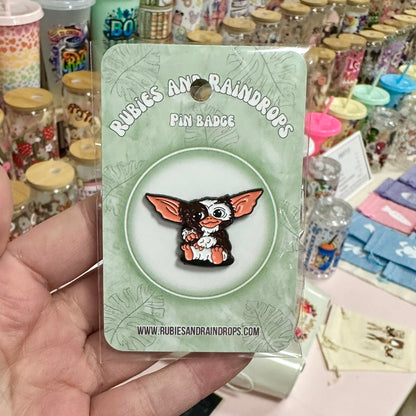 RUBIES AND RAINDROPS
PIN BADGE
WWW.RUBIESANDRAINDROPS.COM